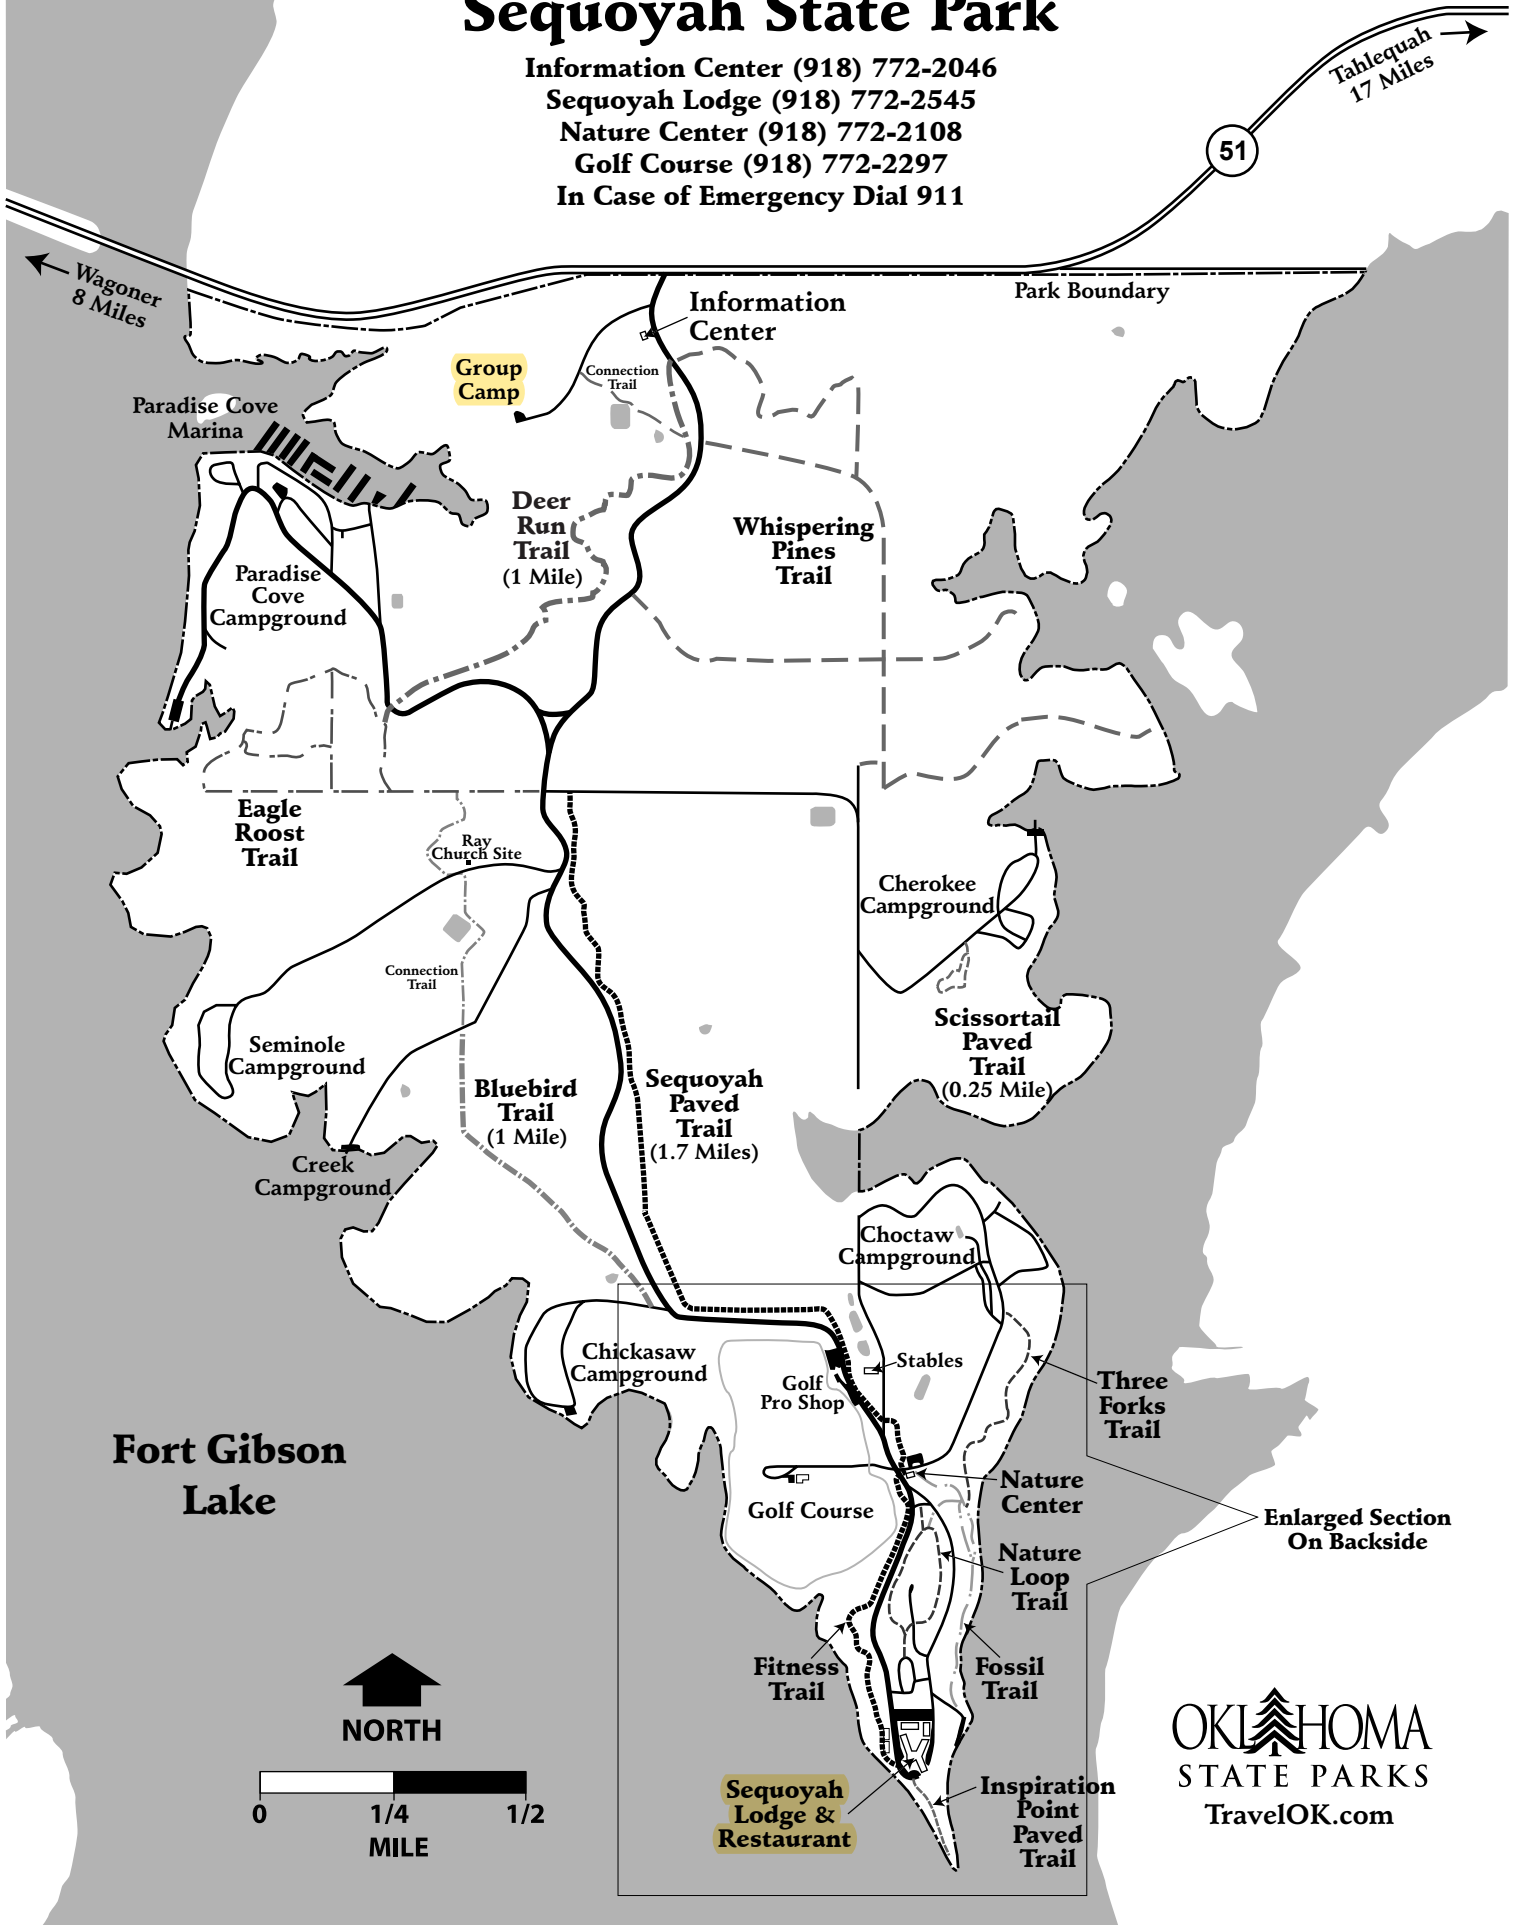 Sequoyah State Park
Information Center (918) 772-2046
Sequoyah Lodge (918) 772-2545
Nature Center (918) 772-2108
Golf Course (918) 772-2297
In Case of Emergency Dial 911
Tahlequah
17 Miles
51
Wagoner
8 Miles
Park Boundary
Information
Center
Group
Camp
Connection
Trail
Paradise Cove
Marina
Deer
Run
Trail
(1 Mile)
Whispering
Pines
Trail
Paradise
Cove
Campground
Eagle
Roost
Trail
Ray
Church Site
Cherokee
Campground
Connection
Trail
Scissortail
Paved
Trail
(0.25 Mile)
Seminole
Campground
Bluebird
Trail
(1 Mile)
Sequoyah
Paved
Trail
(1.7 Miles)
Creek
Campground
Choctaw
Campground
Chickasaw
Campground
Stables
Golf
Pro Shop
Three
Forks
Trail
Fort Gibson
Lake
Nature
Center
Golf Course
Enlarged Section
On Backside
Nature
Loop
Trail
Fitness
Trail
Fossil
Trail
NORTH
0 1/4 1/2
MILE
Sequoyah
Lodge &
Restaurant
Inspiration
Point
Paved
Trail
OKLAHOMA
STATE PARKS
TravelOK.com